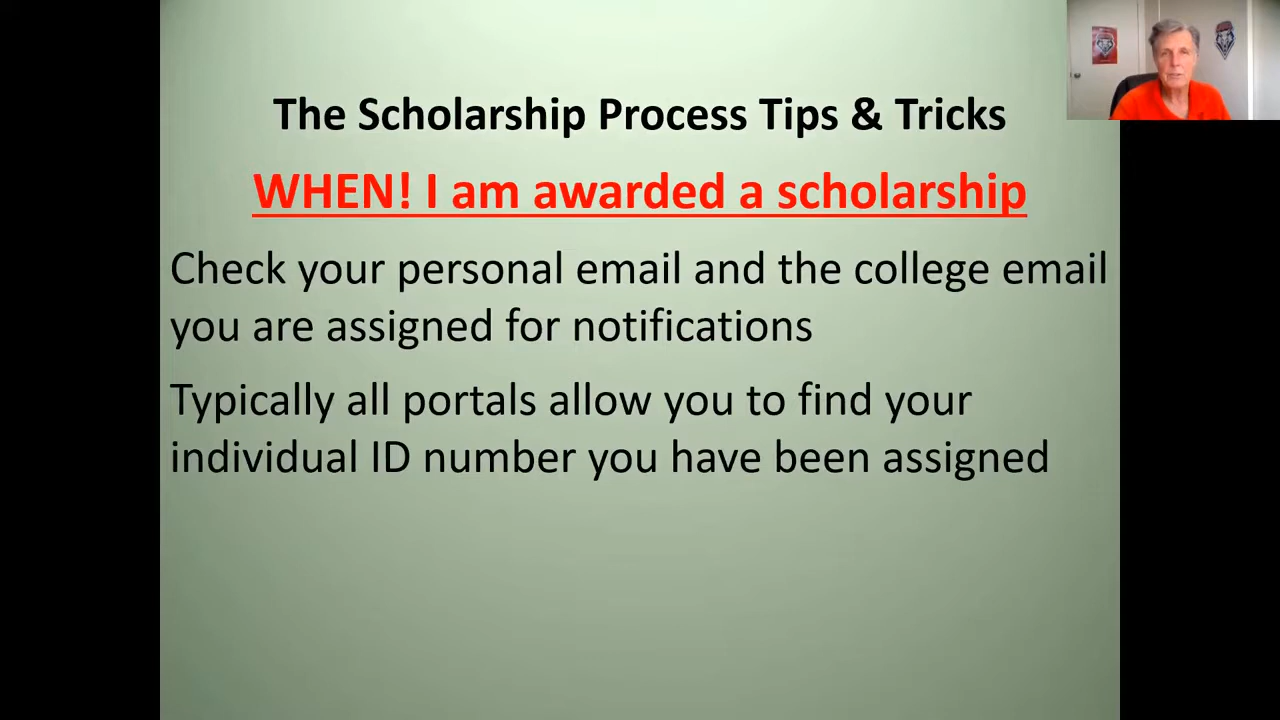 The Scholarship Process Tips & Tricks
WHEN! I am awarded a scholarship
Check your personal email and the college email
you are assigned for notifications
Typically all portals allow you to find your
individual ID number you have been assigned